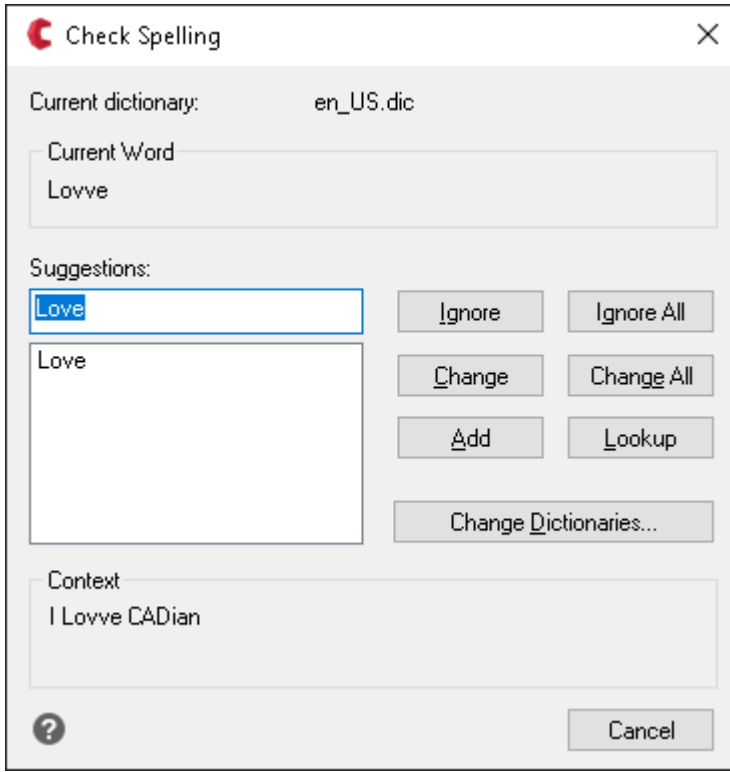 Check Spelling
Current dictionary: en_US.dic
Current Word
Lovve
Suggestions:
Love
Ignore Ignore All
Love
Change Change All
Add Lookup
Change Dictionaries...
Context
I Lovve CADian
Cancel